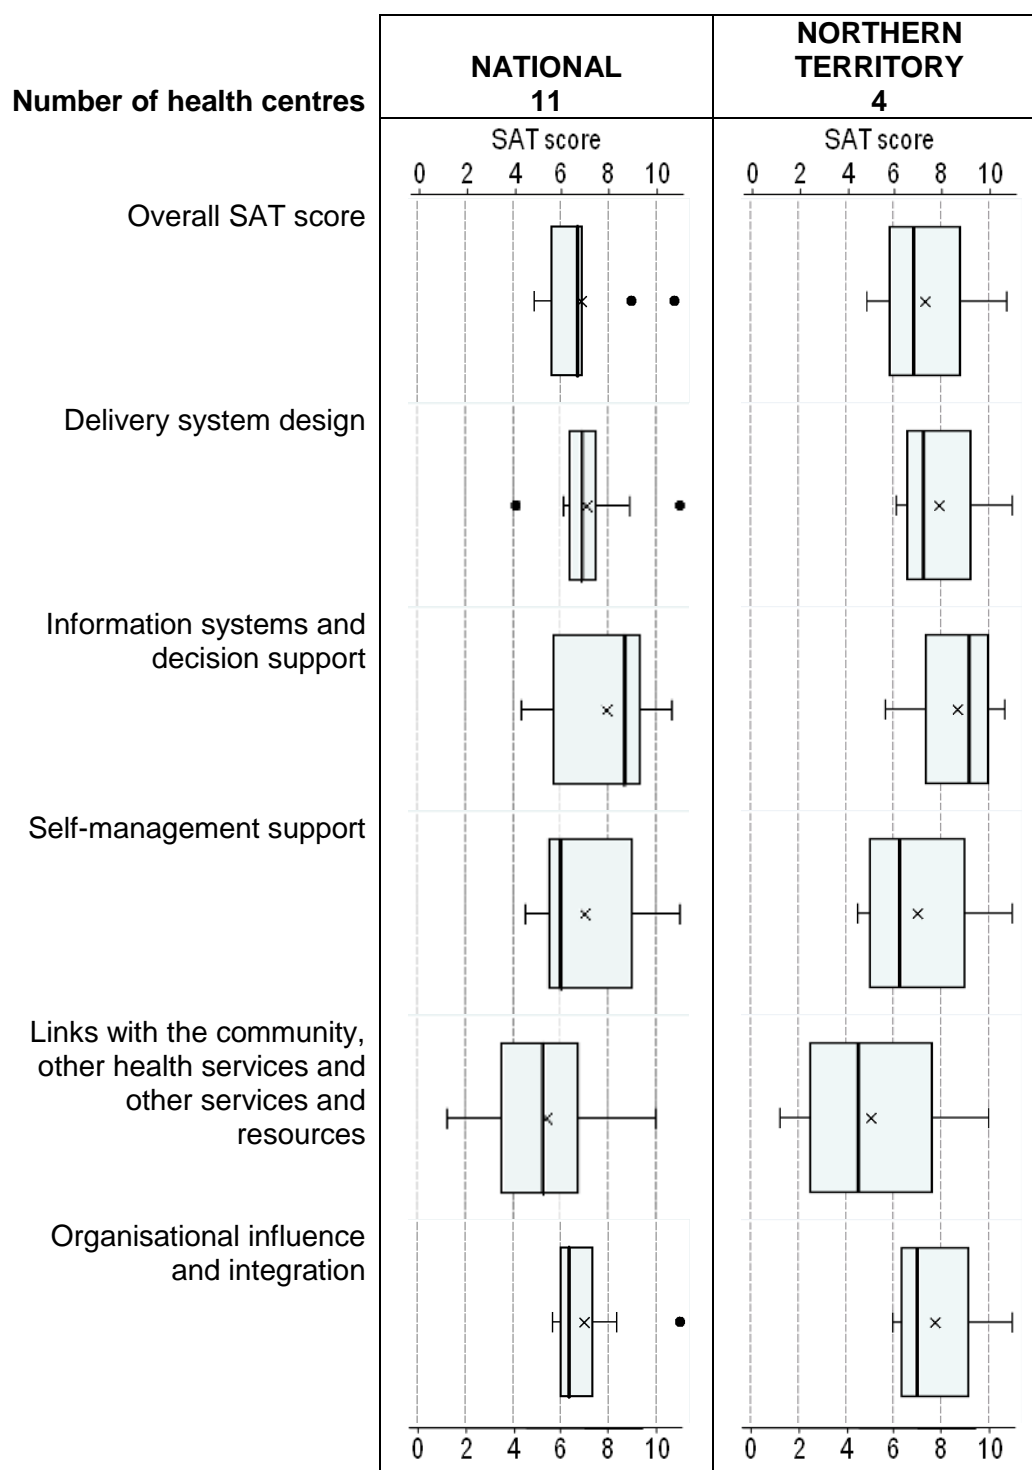 NATIONAL
11
NORTHERN
TERRITORY
4
Number of health centres
SAT score
0 2 4 6 8 10
SAT score
0 2 4 6 8 10
Overall SAT score
Delivery system design
Information systems and
decision support
Self-management support
Links with the community,
other health services and
other services and
resources
Organisational influence
and integration
0 2 4 6 8 10
0 2 4 6 8 10